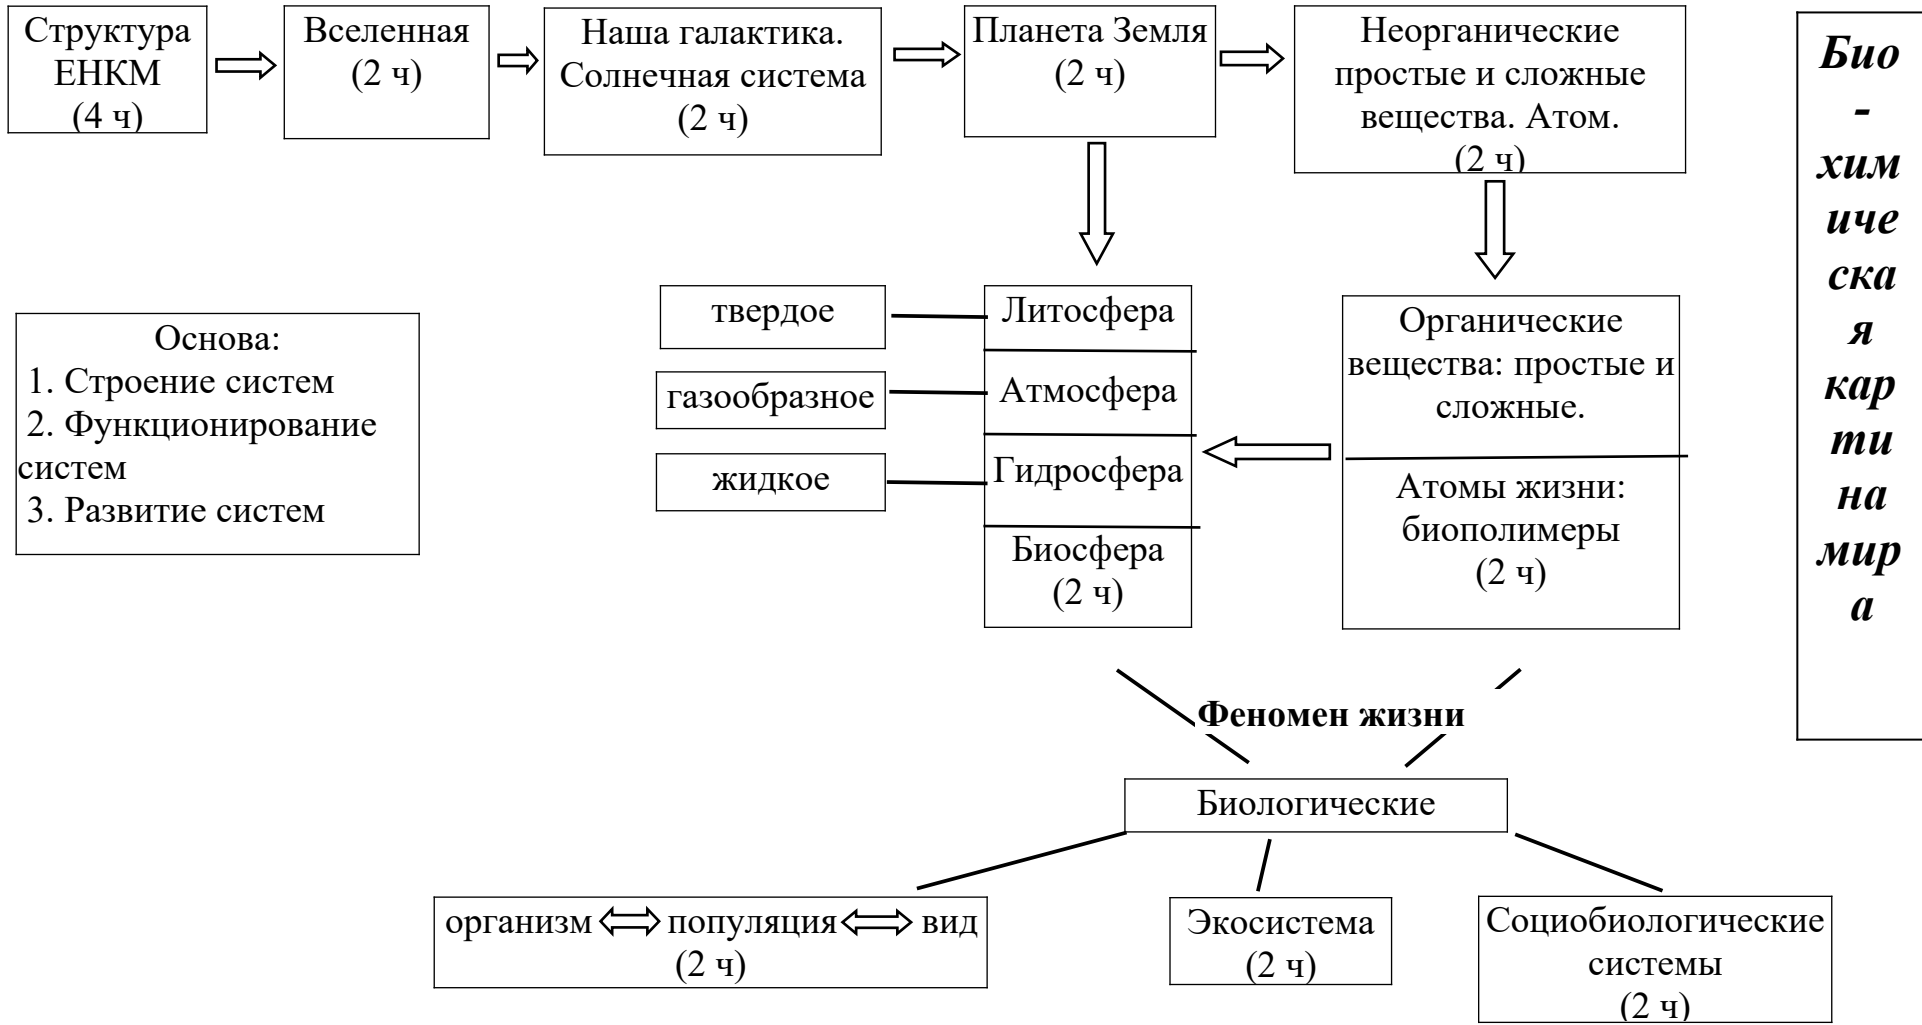 Структура
ЕНКМ
(4 ч)
Вселенная
(2 ч)
Наша галактика.
Солнечная система
(2 ч)
Планета Земля
(2 ч)
Неорганические
простые и сложные
вещества. Атом.
(2 ч)
Био
-
хим
иче
ска
я
кар
ти
на
мир
а
Основа:
1. Строение систем
2. Функционирование
систем
3. Развитие систем
твердое
газообразное
жидкое
Литосфера
Атмосфера
Гидросфера
Биосфера
(2 ч)
Органические
вещества: простые и
сложные.
Атомы жизни:
биополимеры
(2 ч)
Феномен жизни
Биологические
организм популяция вид
(2 ч)
Экосистема
(2 ч)
Социобиологические
системы
(2 ч)